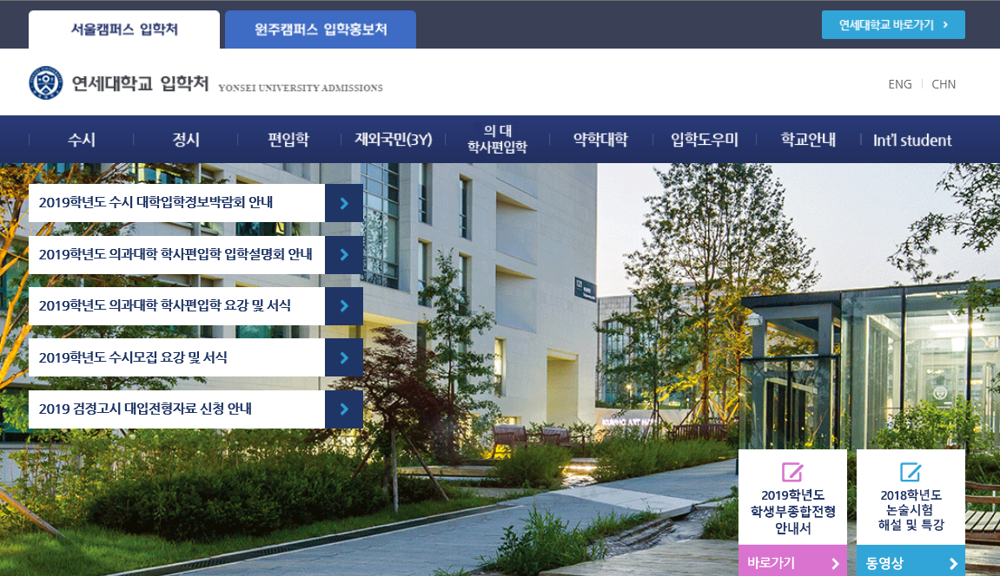 서울캠퍼스 입학처
원주캠퍼스 입학홍보처
연세대학교 바로가기
연세대학교 입학처 YONSEI UNIVERSITY ADMISSIONS
ENG
CHN
수시
정시
편입학
재외국민(3Y)
의 대
학사편입학
약학대학
입학도우미
학교안내
Int'l student
2019학년도 수시 대학입학정보박람회 안내
2019학년도 의과대학 학사편입학 입학설명회 안내
2019학년도 의과대학 학사편입학 요강 및 서식
2019학년도 수시모집 요강 및 서식
2019 검정고시 대입전형자료 신청 안내
2019학년도
학생부종합전형
안내서
바로가기
2018학년도
논술시험
해설 및 특강
동영상